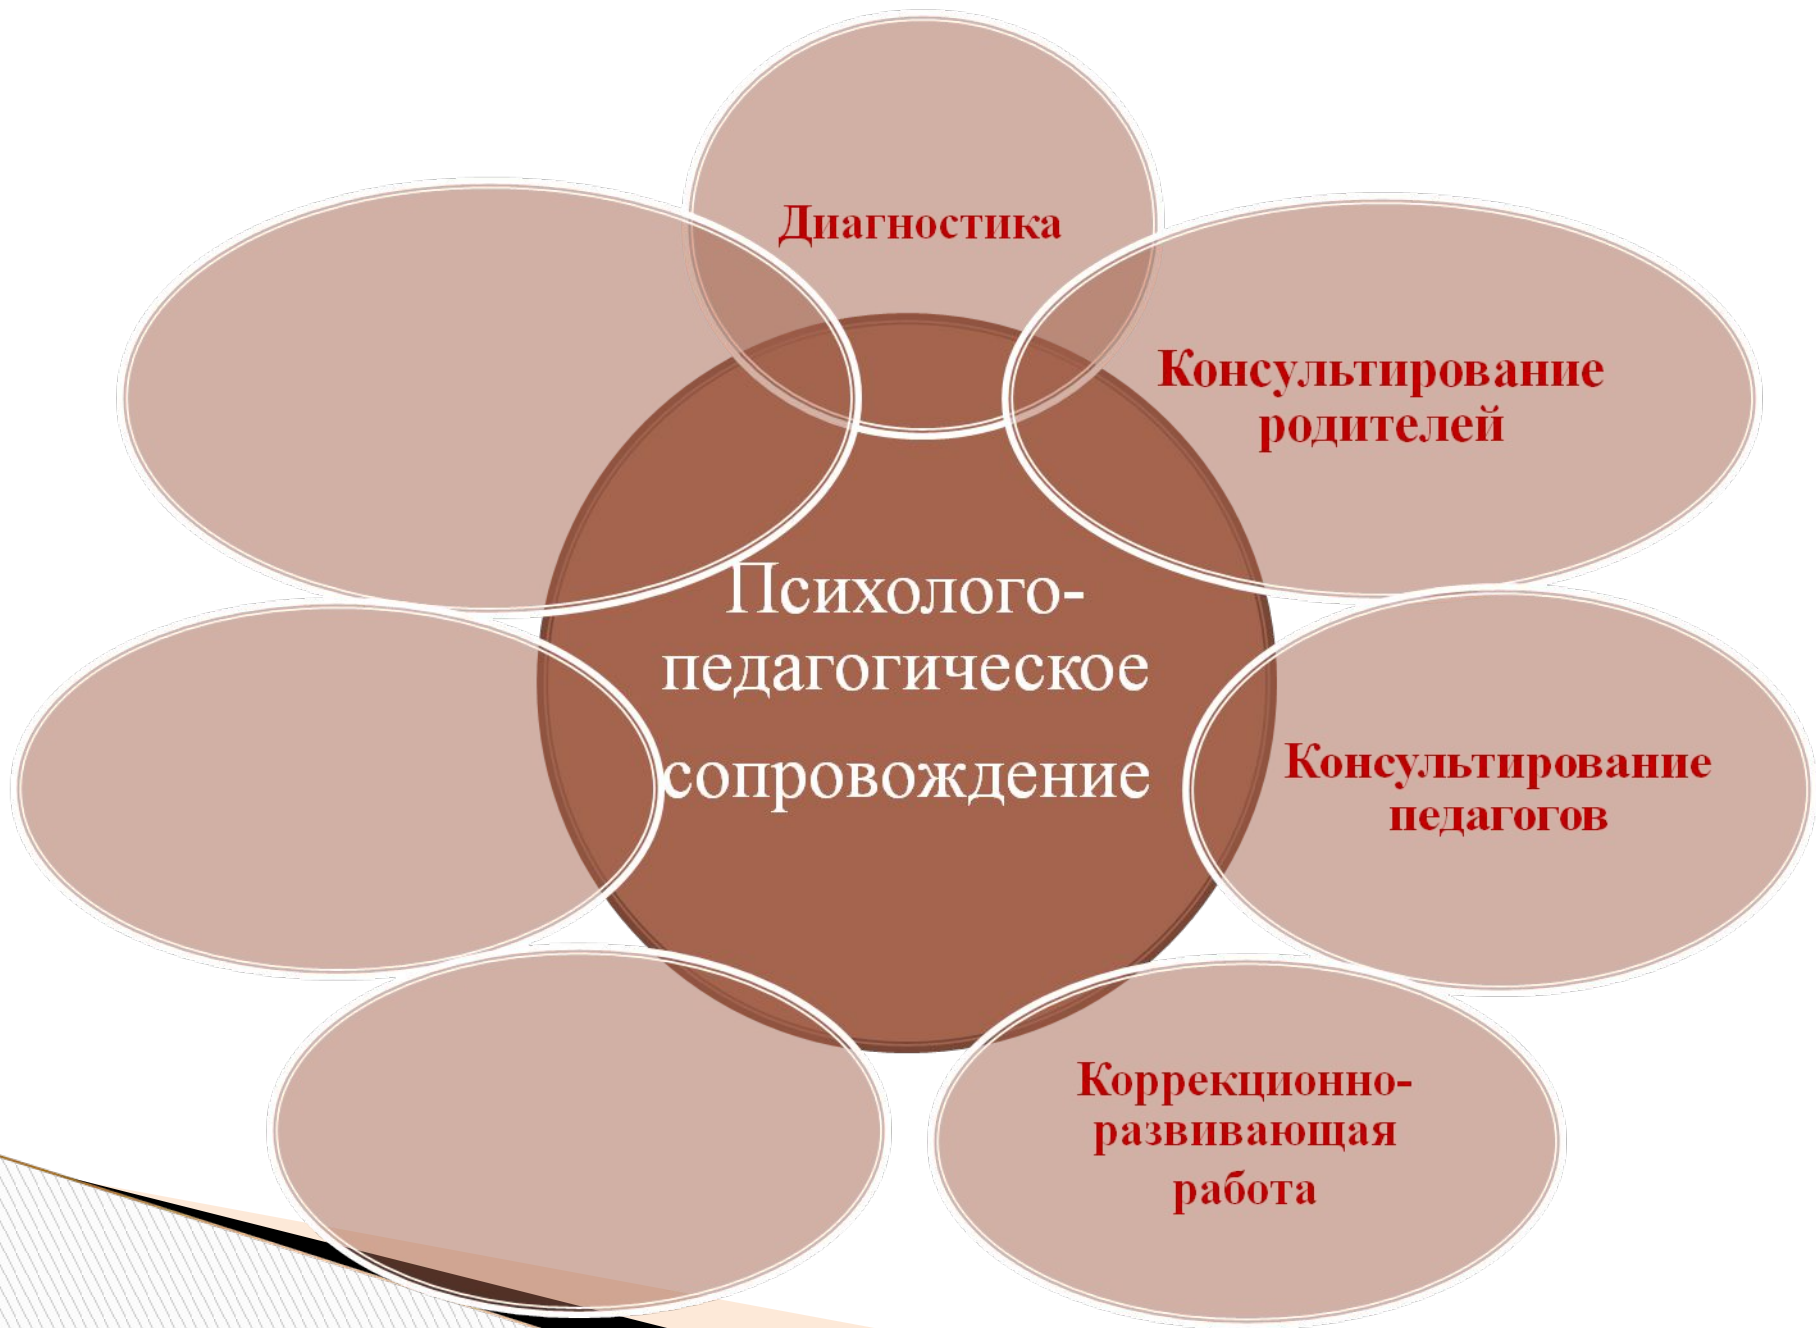 Диагностика
Консультирование
родителей
Психолого-
педагогическое
сопровождение
Консультирование
педагогов
Коррекционно-
развивающая
работа